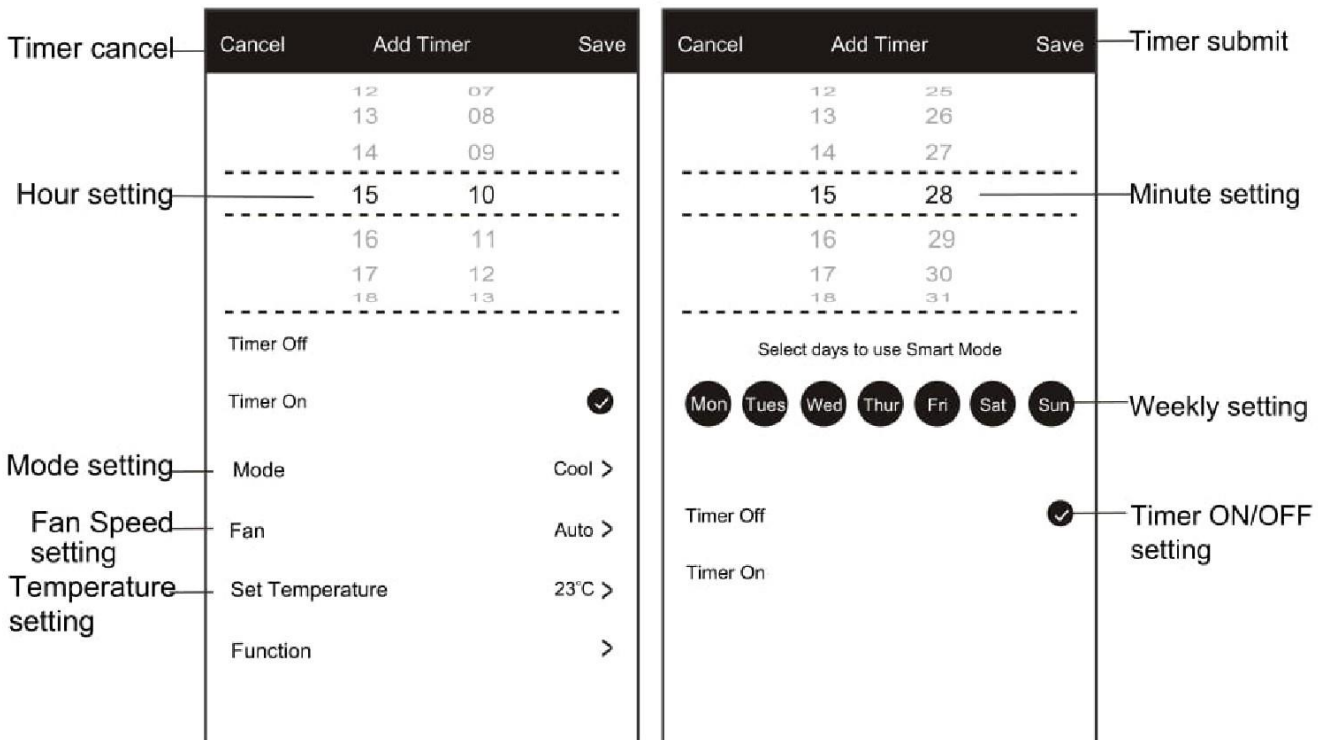 Timer cancel
Cancel Add Timer Save
12 07
13 08
14 09
Hour setting
15 10
16 11
17 12
18 13
Timer Off
Timer On
Mode setting
Mode Cool >
Fan Speed
setting
Fan Auto >
Temperature
setting
Set Temperature 23°C >
Function >
Cancel Add Timer Save
Timer submit
12 25
13 26
14 27
15 28
Minute setting
16 29
17 30
18 31
Select days to use Smart Mode
Mon Tues Wed Thur Fri Sat Sun
Weekly setting
Timer Off
Timer ON/OFF
setting
Timer On